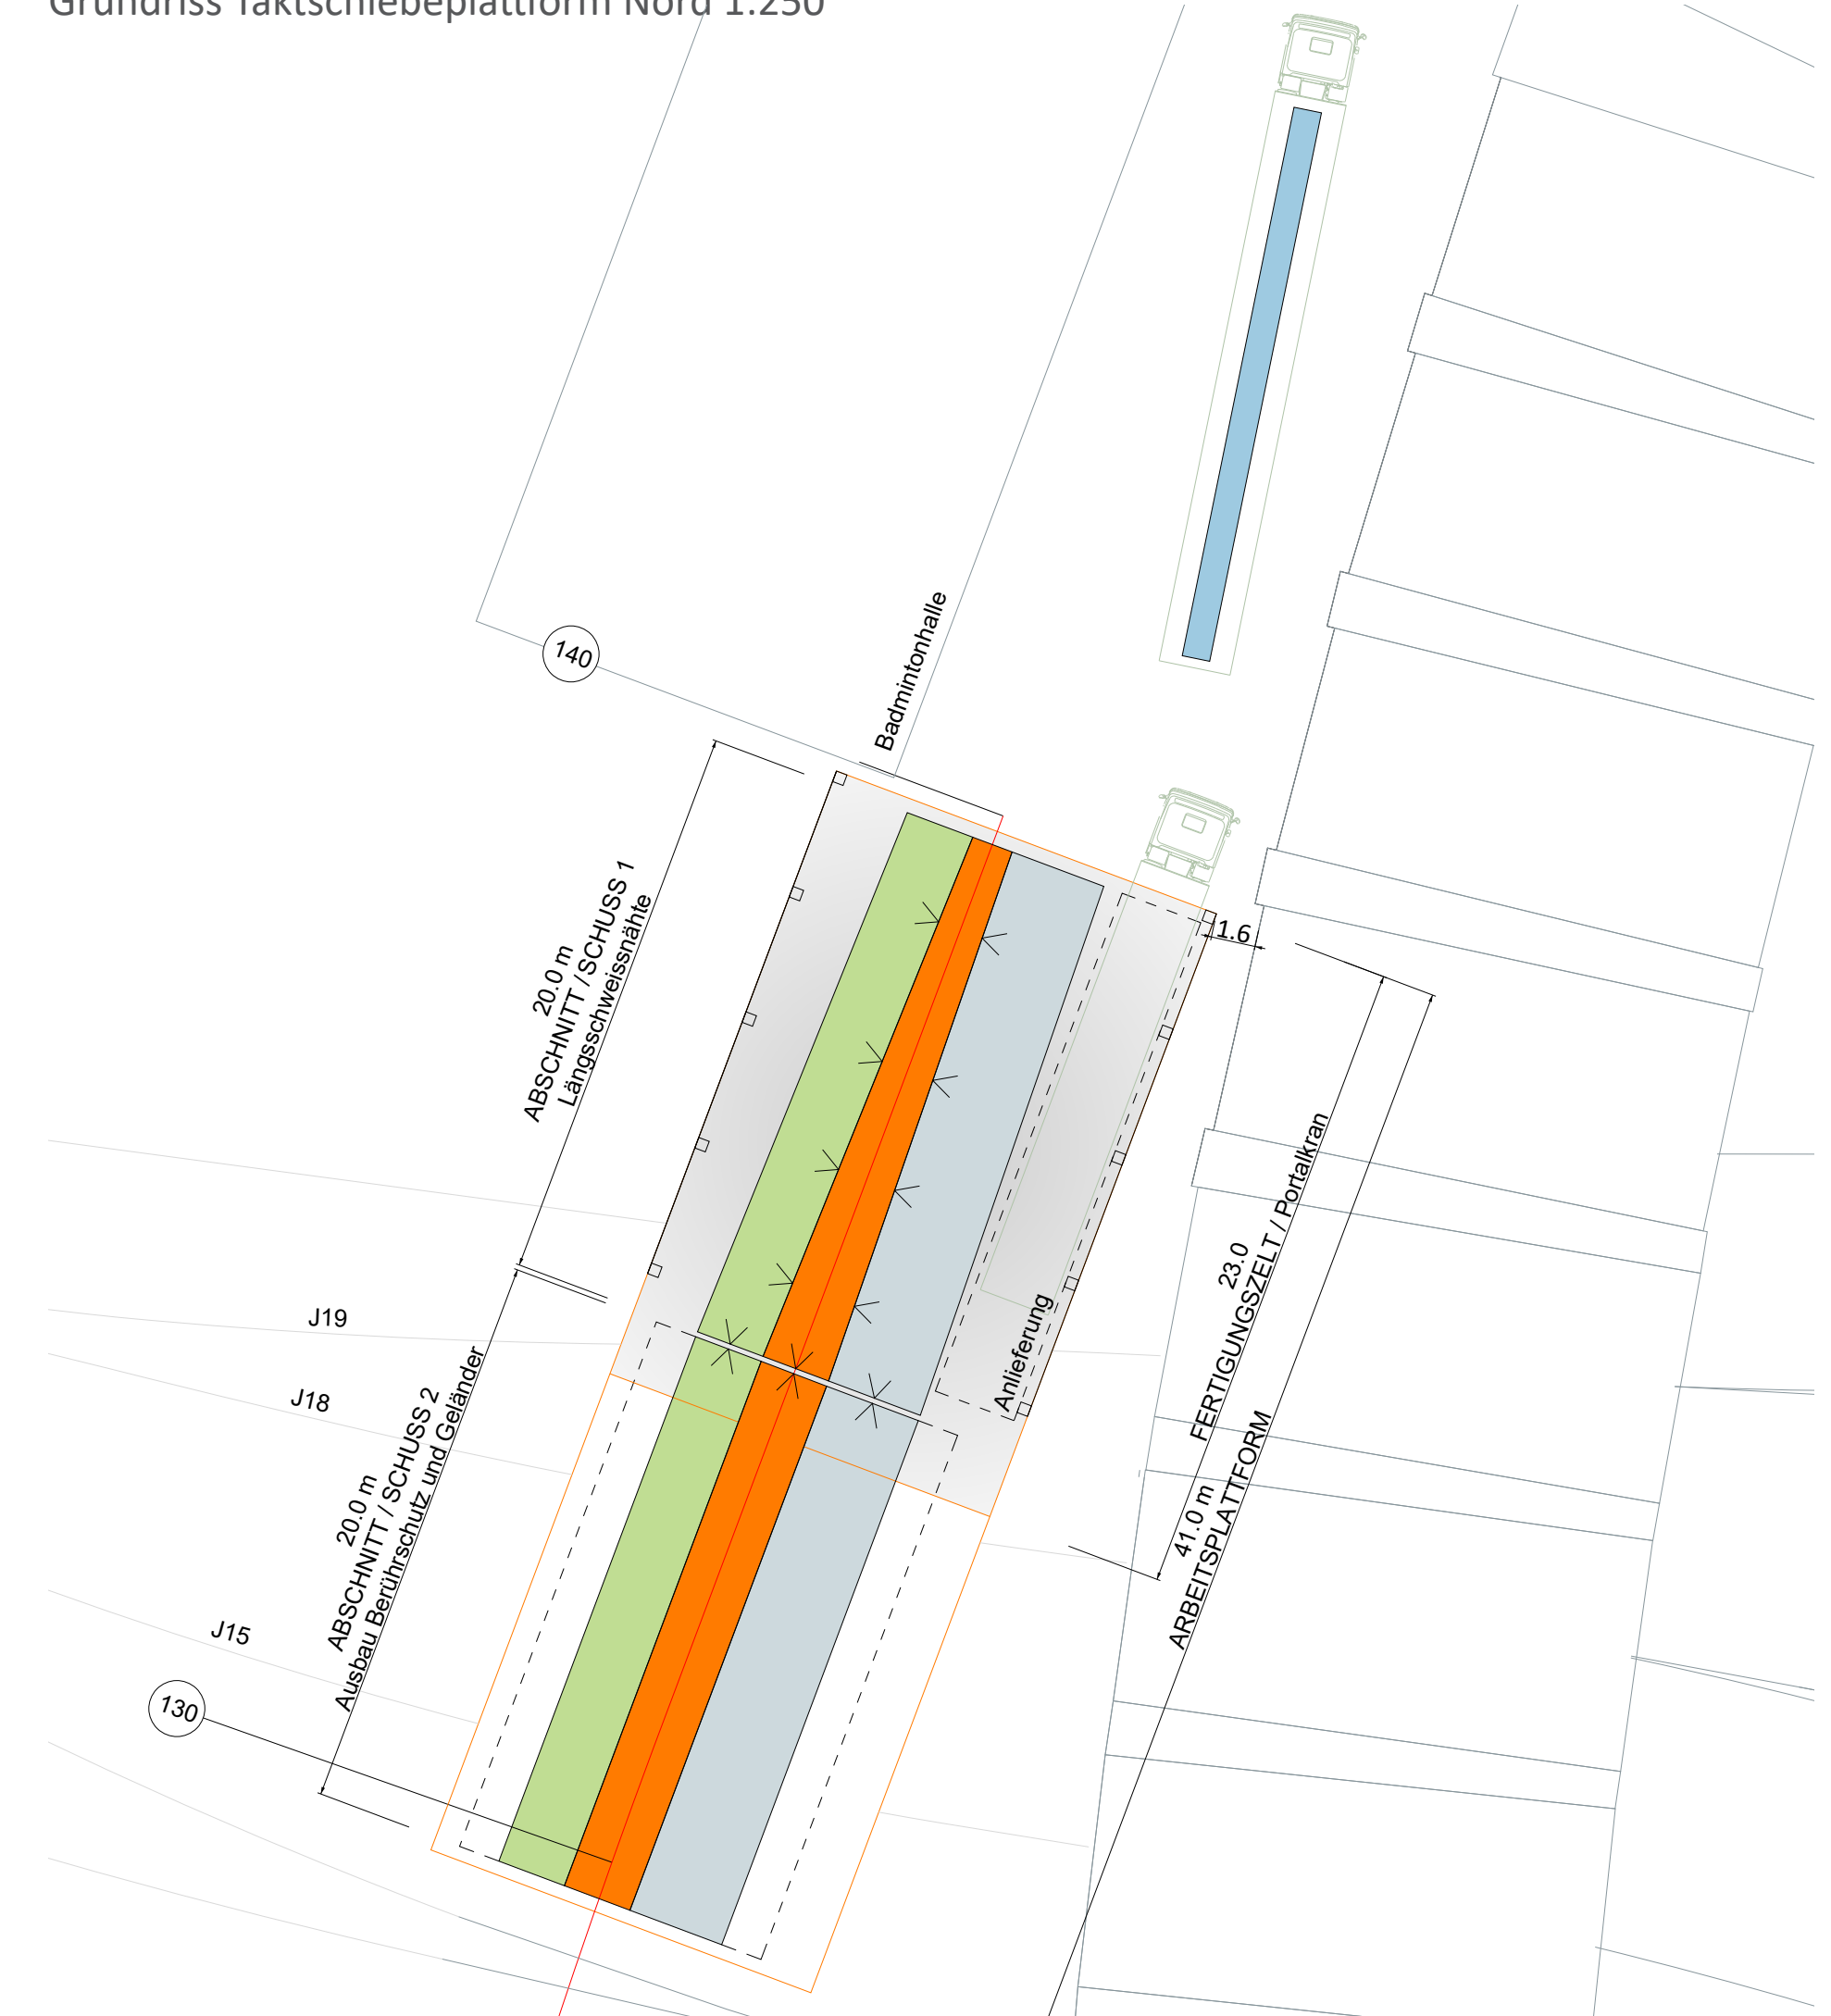 Grundriss Taktschiebeplattform Nord 1:250
140
Badmintonhalle
20.0 m
ABSCHNITT / SCHUSS 1
Längsschweissnähte
1.6
23.0
FERTIGUNGSZELT / Portalkran
Anlieferung
41.0 m
ARBEITSPLATTFORM
J19
J18
20.0 m
ABSCHNITT / SCHUSS 2
Ausbau Berührschutz und Geländer
J15
130